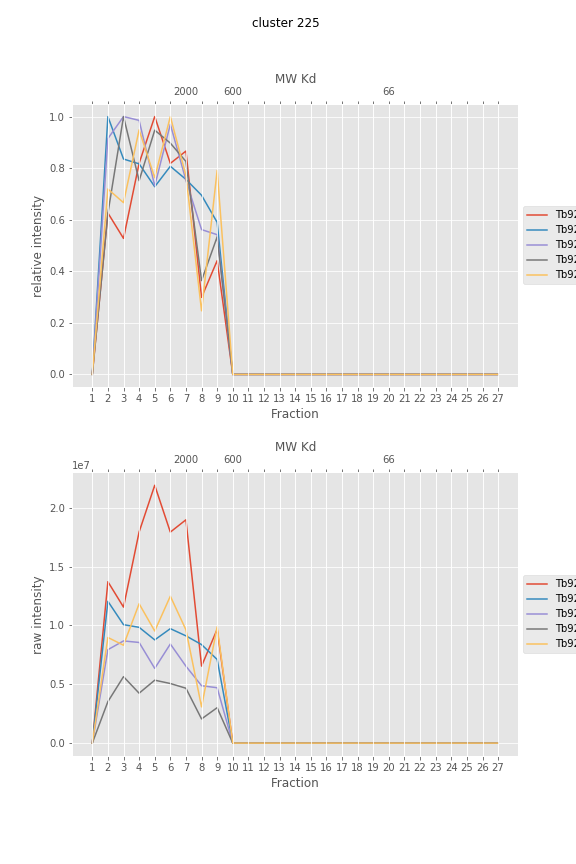 cluster 225
MW Kd
2000 600 66
1.0
0.8
0.6
0.4
0.2
0.0
relative intensity
Tb92
Tb92
Tb92
Tb92
Tb92
1 2 3 4 5 6 7 8 9 10 11 12 13 14 15 16 17 18 19 20 21 22 23 24 25 26 27
Fraction
MW Kd
2000 600 66
1e7
2.0
1.5
1.0
0.5
0.0
raw intensity
Tb92
Tb92
Tb92
Tb92
Tb92
1 2 3 4 5 6 7 8 9 10 11 12 13 14 15 16 17 18 19 20 21 22 23 24 25 26 27
Fraction